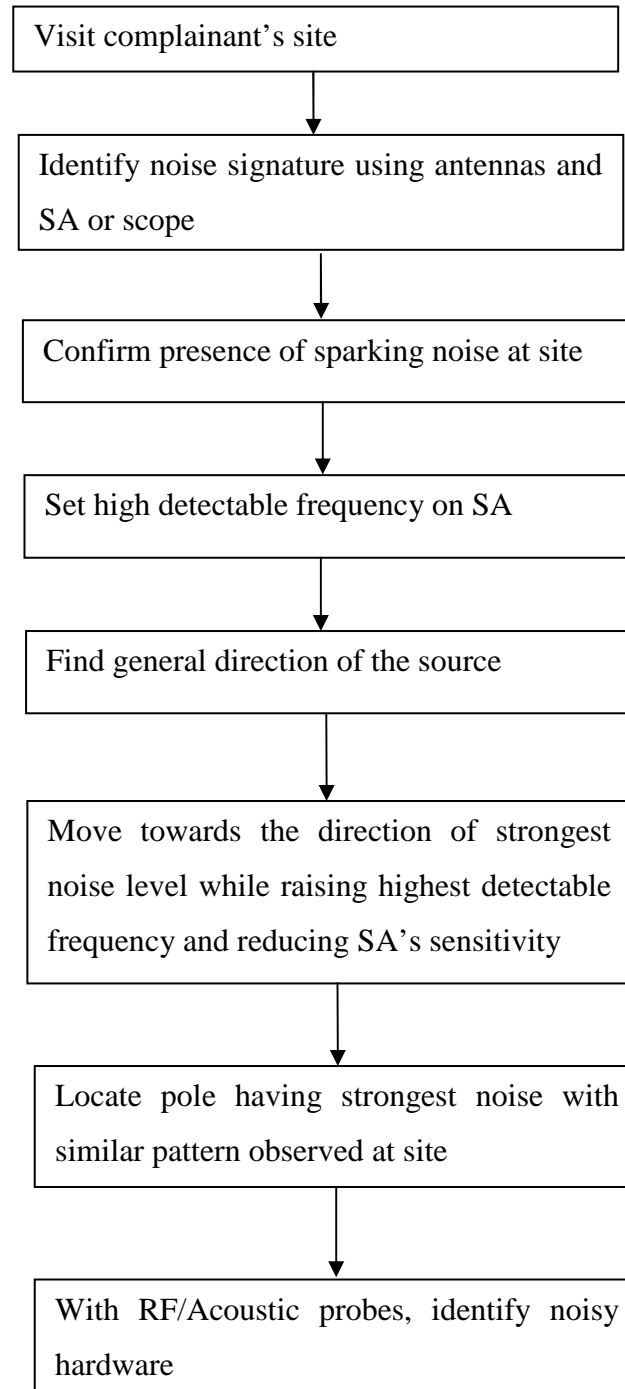 Visit complainant’s site
Identify noise signature using antennas and
SA or scope
Confirm presence of sparking noise at site
Set high detectable frequency on SA
Find general direction of the source
Move towards the direction of strongest
noise level while raising highest detectable
frequency and reducing SA’s sensitivity
Locate pole having strongest noise with
similar pattern observed at site
With RF/Acoustic probes, identify noisy
hardware